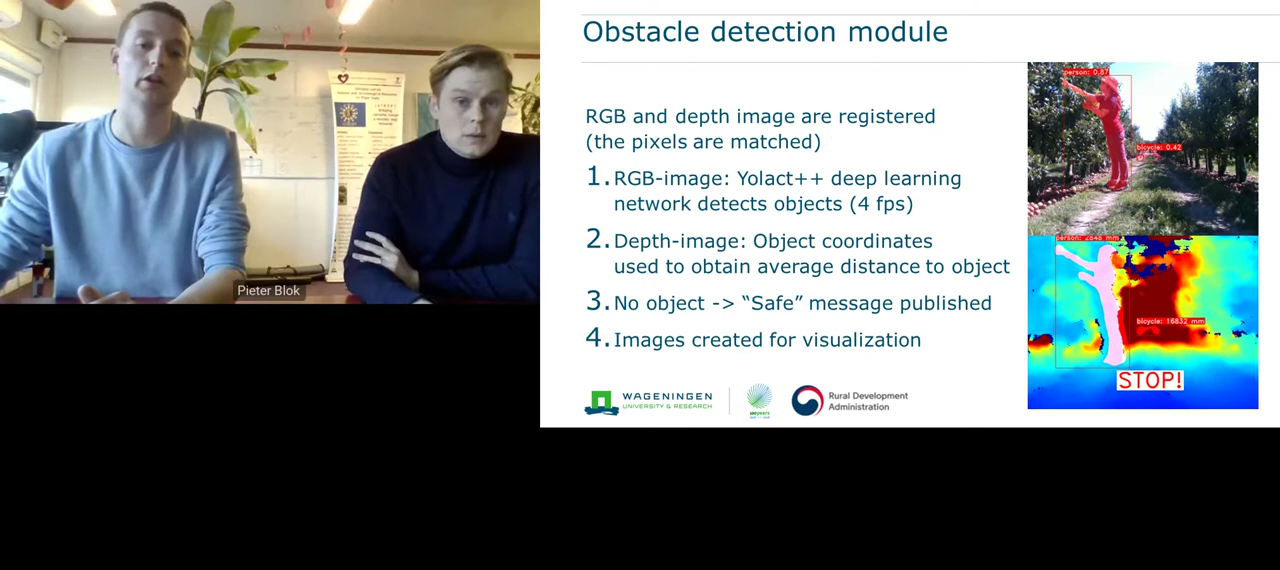 Pieter Blok
Obstacle detection module
RGB and depth image are registered
(the pixels are matched)
1. RGB-image: Yolact++ deep learning
network detects objects (4 fps)
2. Depth-image: Object coordinates
used to obtain average distance to object
3. No object -> “Safe” message published
4. Images created for visualization
WAGENINGEN
UNIVERSITY & RESEARCH
Rural Development
Administration
person: 0.87
bicycle: 0.42
person: 2848 mm
bicycle: 16832 mm
STOP!